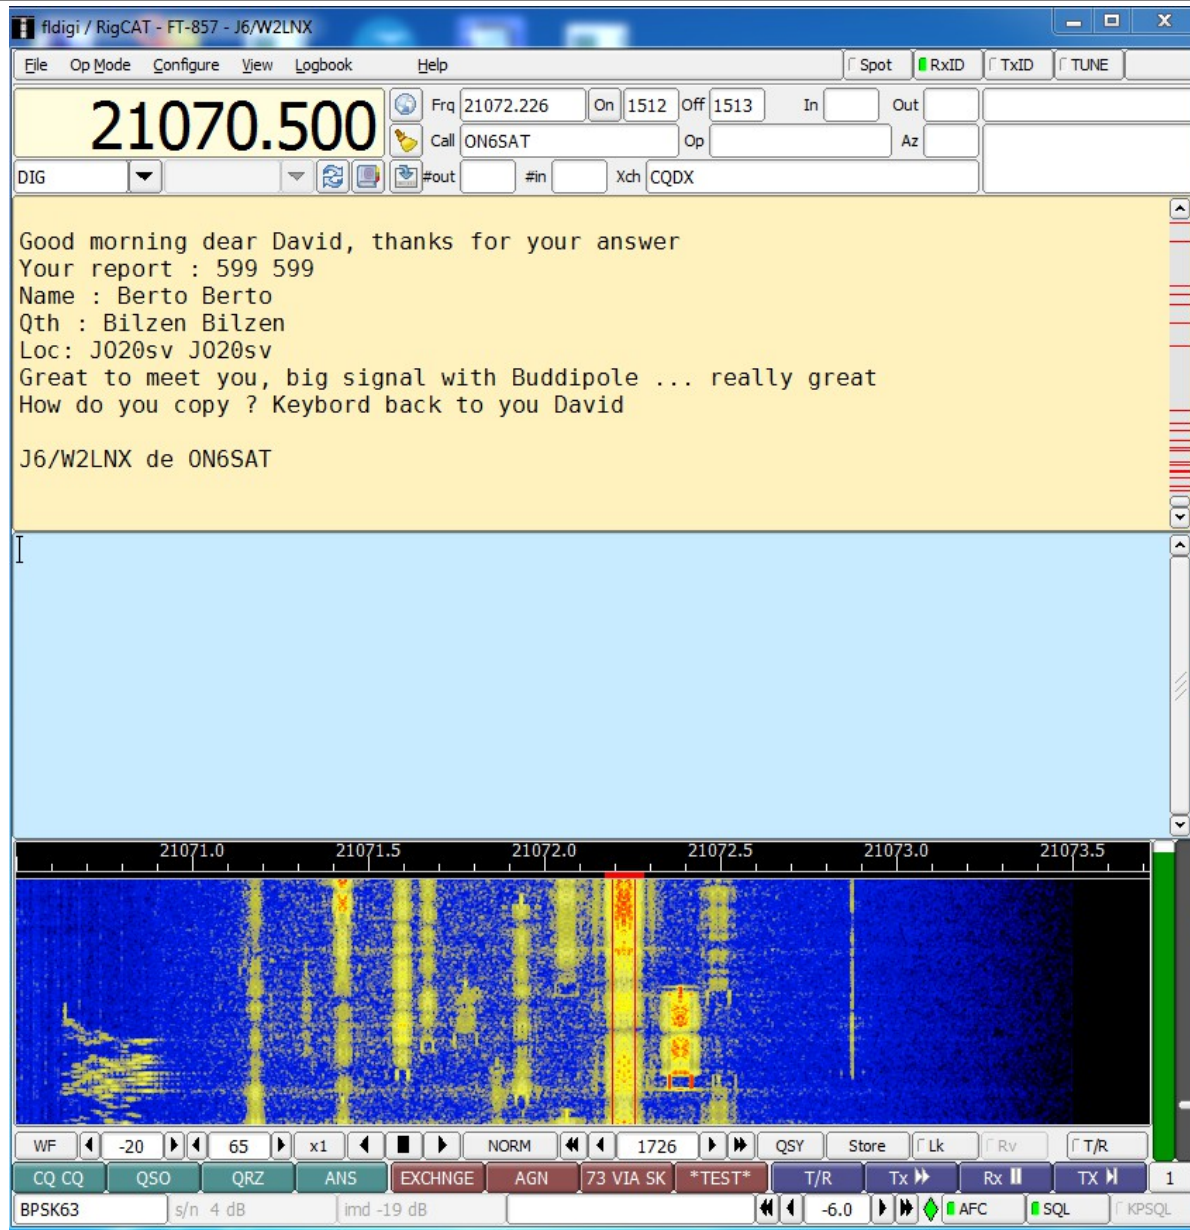 fldigi / RigCAT - FT-857 - J6/W2LNX
File Op Mode Configure View Logbook Help Spot RxID TxID TUNE
21070.500 Frq 21072.226 On 1512 Off 1513 In Out
Call ON6SAT Op Az
DIG #out #in Xch CQDX
Good morning dear David, thanks for your answer
Your report : 599 599
Name : Berto Berto
Qth : Bilzen Bilzen
Loc: JO20sv JO20sv
Great to meet you, big signal with Buddipole ... really great
How do you copy ? Keybord back to you David
J6/W2LNX de ON6SAT
21071.0 21071.5 21072.0 21072.5 21073.0 21073.5
WF -20 65 x1 NORM 1726 QSY Store Lk Rv T/R
CQ CQ QSO QRZ ANS EXCHNGE AGN 73 VIA SK *TEST* T/R Tx Rx TX 1
BPSK63 s/n 4 dB imd -19 dB -6.0 AFC SQL KPSQL